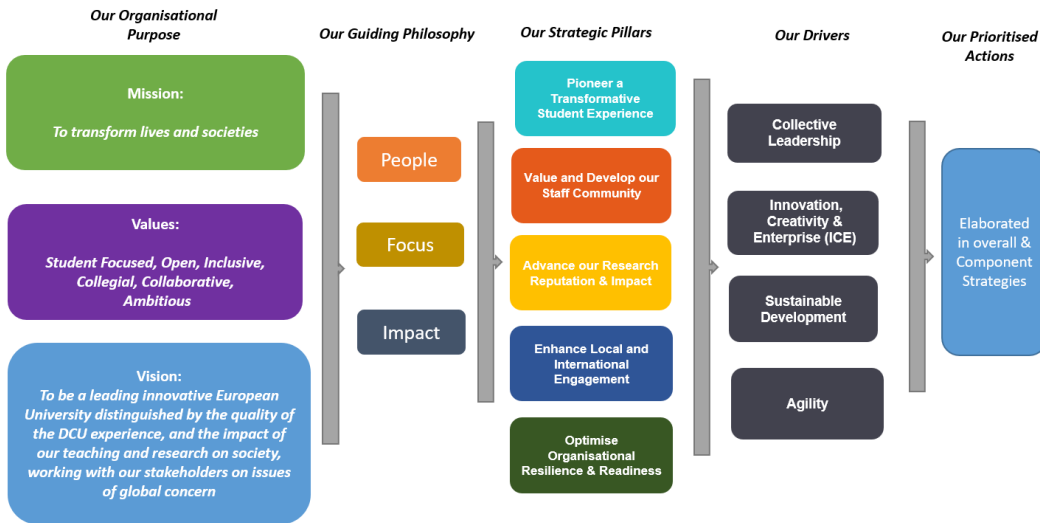 Our Organisational
Purpose
Mission:
To transform lives and societies
Values:
Student Focused, Open, Inclusive,
Collegial, Collaborative,
Ambitious
Vision:
To be a leading innovative European
University distinguished by the quality of
the DCU experience, and the impact of
our teaching and research on society,
working with our stakeholders on issues
of global concern
Our Guiding Philosophy
People
Focus
Impact
Our Strategic Pillars
Pioneer a
Transformative
Student Experience
Value and Develop our
Staff Community
Advance our Research
Reputation & Impact
Enhance Local and
International
Engagement
Optimise
Organisational
Resilience & Readiness
Our Drivers
Collective
Leadership
Innovation,
Creativity &
Enterprise (ICE)
Sustainable
Development
Agility
Our Prioritised
Actions
Elaborated
in overall &
Component
Strategies